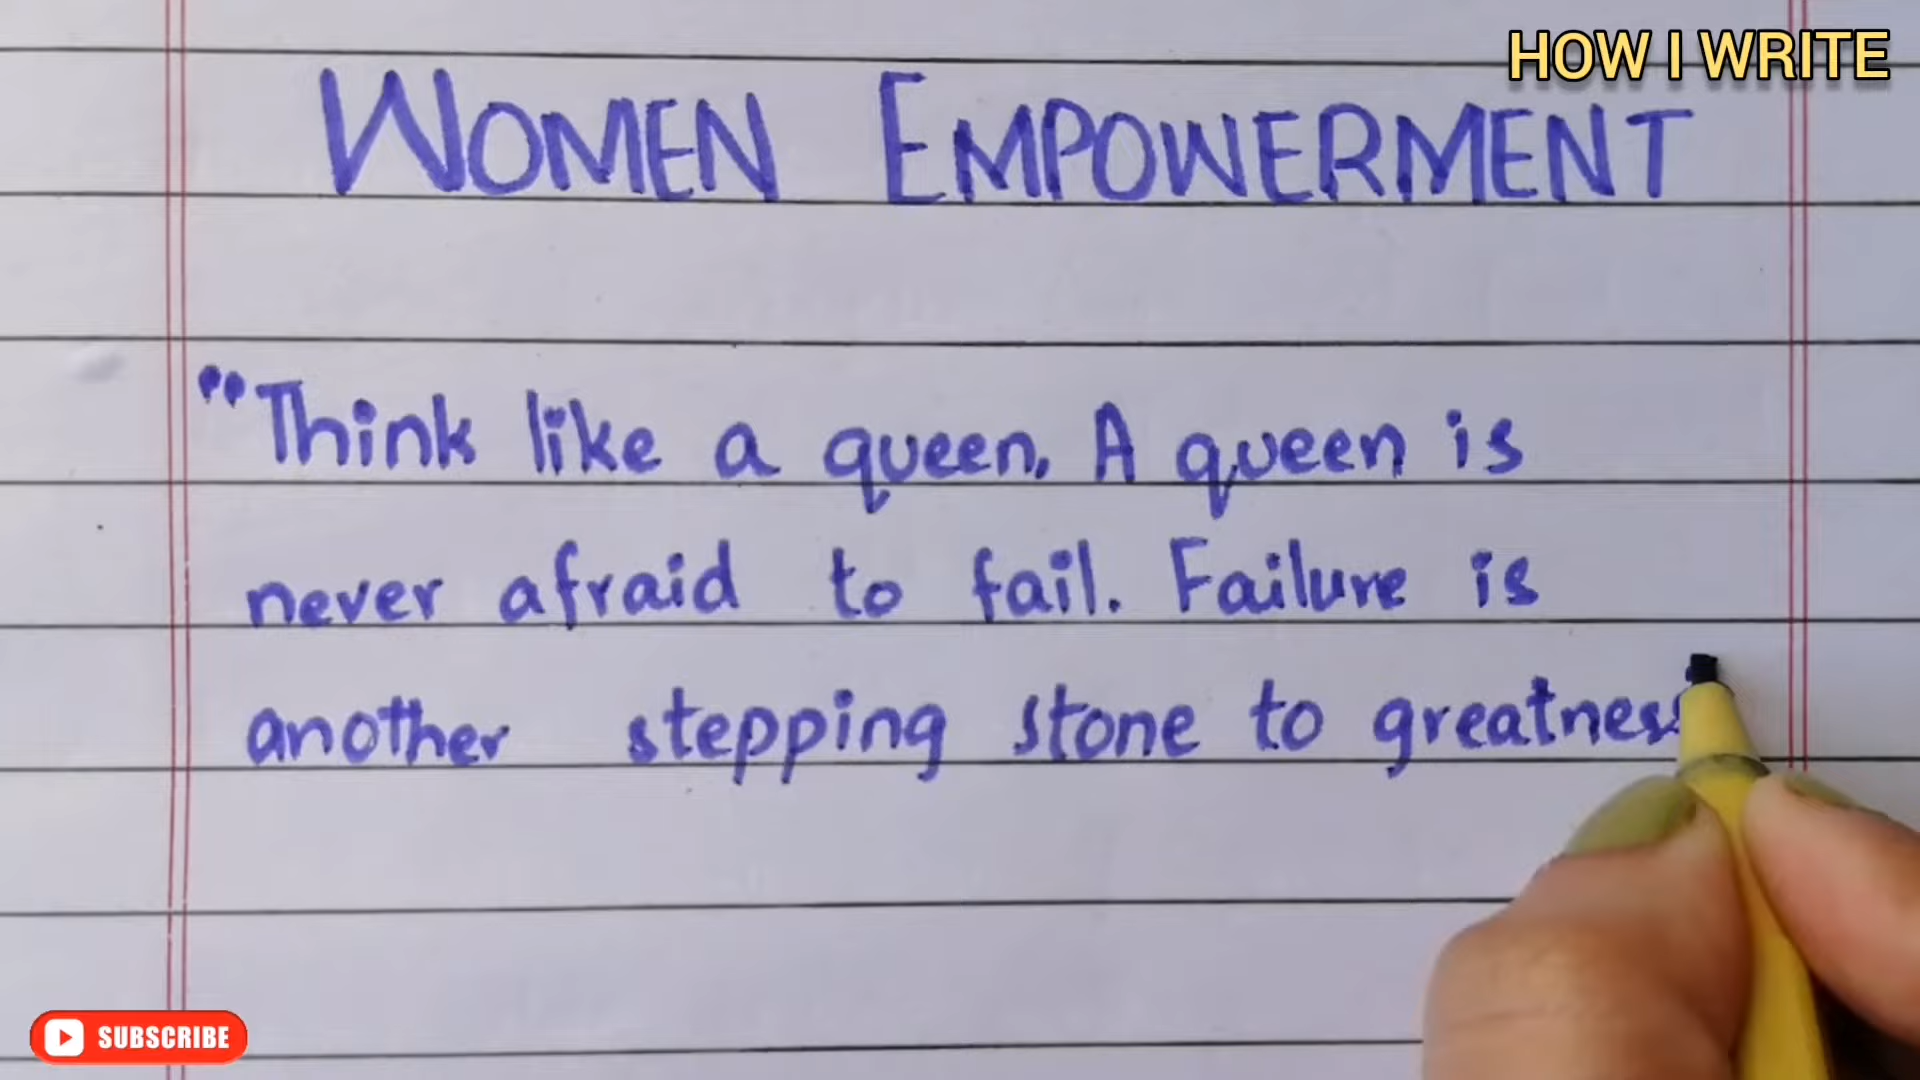 HOW I WRITE
WOMEN EMPOWERMENT
"Think like a queen. A queen is
never afraid to fail. Failure is
another stepping stone to greatness
SUBSCRIBE